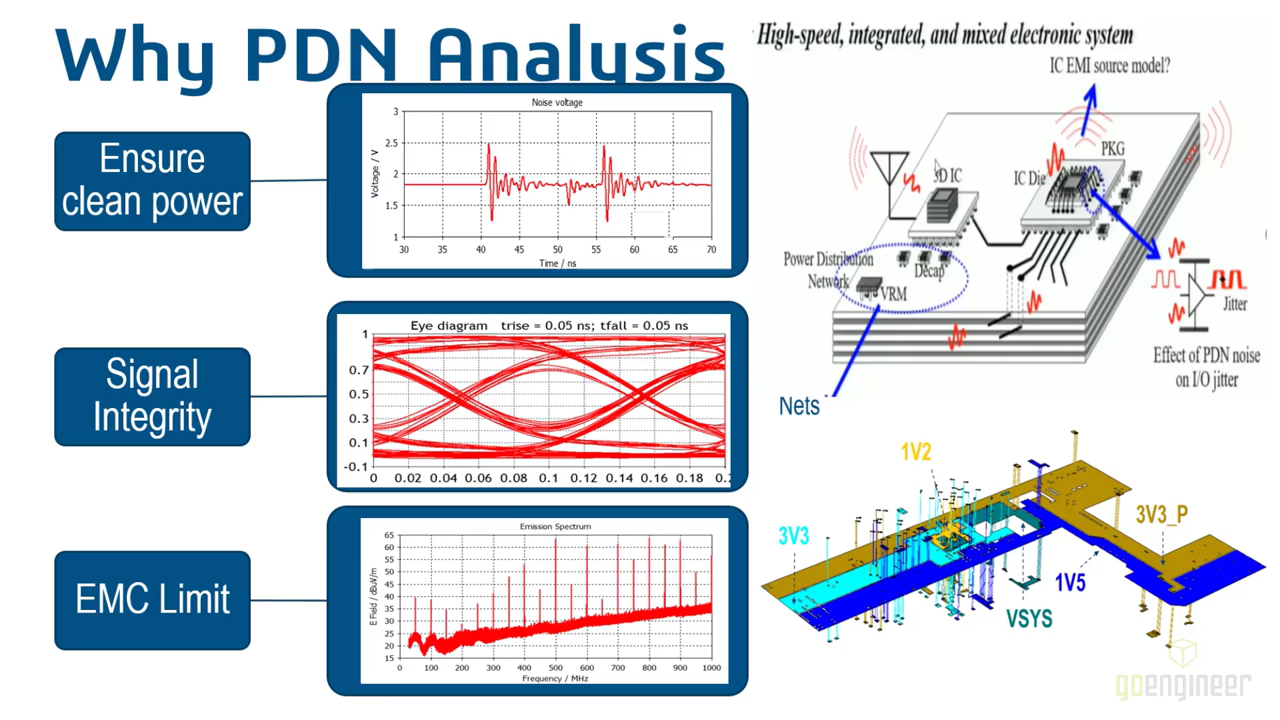 Why PDN Analysis
Ensure
clean power
Noise voltage
3
2.5
2
1.5
1
Voltage / V
30 35 40 45 50 55 60 65 70
Time / ns
Signal
Integrity
Eye diagram trise = 0.05 ns; tfall = 0.05 ns
1
0.7
0.5
0.3
0.1
-0.1
0 0.02 0.04 0.06 0.08 0.1 0.12 0.14 0.16 0.18 0.2
EMC Limit
Emission Spectrum
65
60
55
50
45
40
35
30
25
20
15
E Field / dBuV/m
0 100 200 300 400 500 600 700 800 900 1000
Frequency / MHz
High-speed, integrated, and mixed electronic system
IC EMI source model?
PKG
3D IC
IC Die
Power Distribution
Network
Decap
VRM
Jitter
Effect of PDN noise
on I/O jitter
Nets
1V2
3V3
3V3_P
1V5
VSYS
goengineer